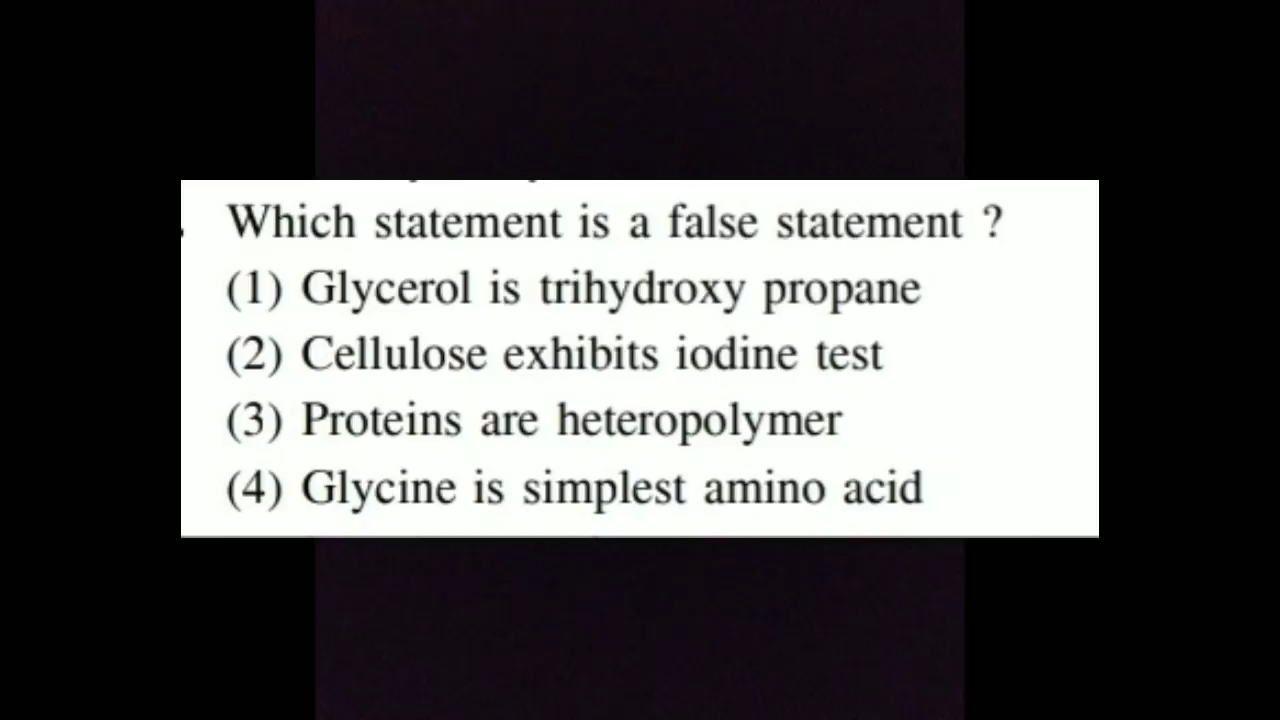 Which statement is a false statement ?
(1) Glycerol is trihydroxy propane
(2) Cellulose exhibits iodine test
(3) Proteins are heteropolymer
(4) Glycine is simplest amino acid